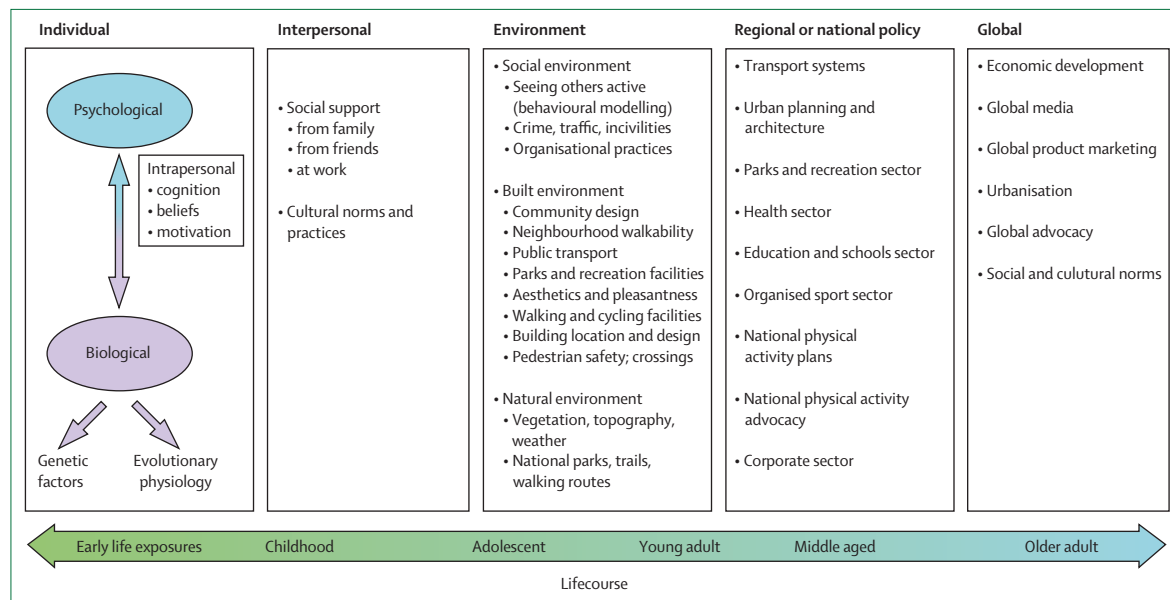 Individual
Psychological
Intrapersonal
• cognition
• beliefs
• motivation
Biological
Genetic
factors
Evolutionary
physiology
Interpersonal
• Social support
• from family
• from friends
• at work
• Cultural norms and
practices
Environment
• Social environment
• Seeing others active
(behavioural modelling)
• Crime, traffic, incivilities
• Organisational practices
• Built environment
• Community design
• Neighbourhood walkability
• Public transport
• Parks and recreation facilities
• Aesthetics and pleasantness
• Walking and cycling facilities
• Building location and design
• Pedestrian safety; crossings
• Natural environment
• Vegetation, topography,
weather
• National parks, trails,
walking routes
Regional or national policy
• Transport systems
• Urban planning and
architecture
• Parks and recreation sector
• Health sector
• Education and schools sector
• Organised sport sector
• National physical
activity plans
• National physical activity
advocacy
• Corporate sector
Global
• Economic development
• Global media
• Global product marketing
• Urbanisation
• Global advocacy
• Social and culutural norms
Early life exposures Childhood Adolescent Young adult Middle aged Older adult
Lifecourse